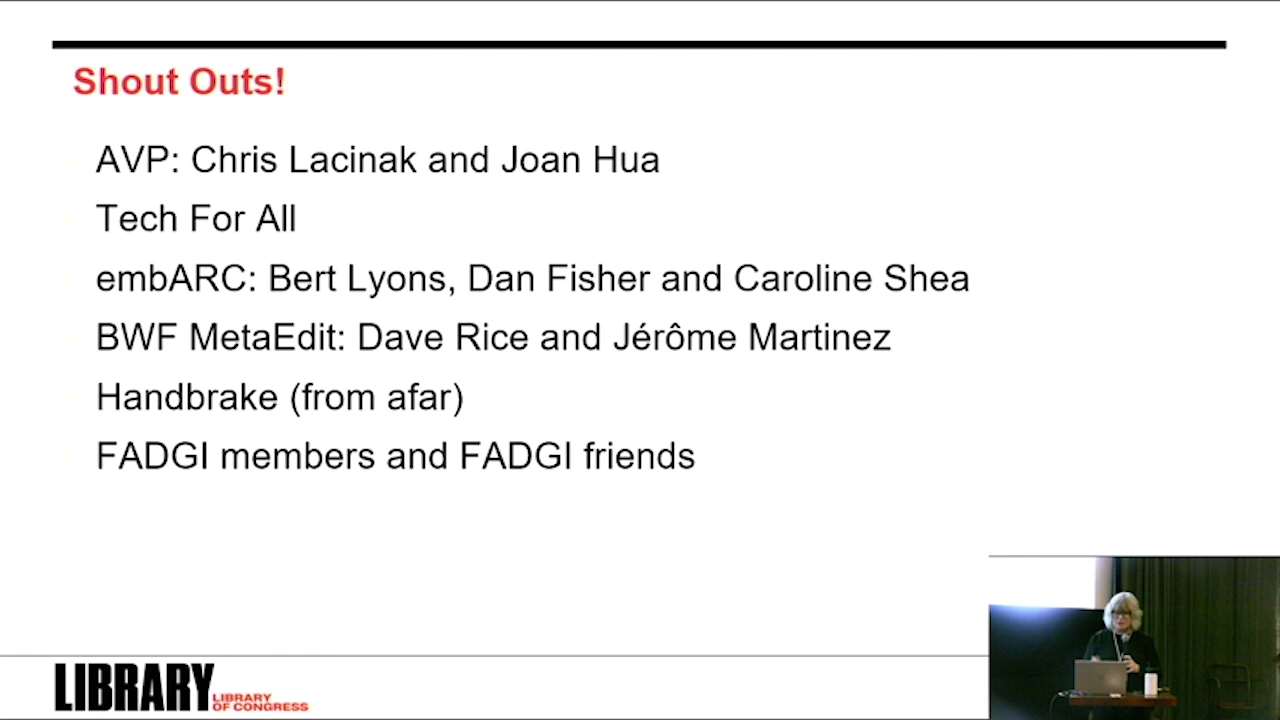 Shout Outs!
AVP: Chris Lacinak and Joan Hua
Tech For All
embARC: Bert Lyons, Dan Fisher and Caroline Shea
BWF MetaEdit: Dave Rice and Jérôme Martinez
Handbrake (from afar)
FADGI members and FADGI friends
LIBRARY
LIBRARY
OF CONGRESS